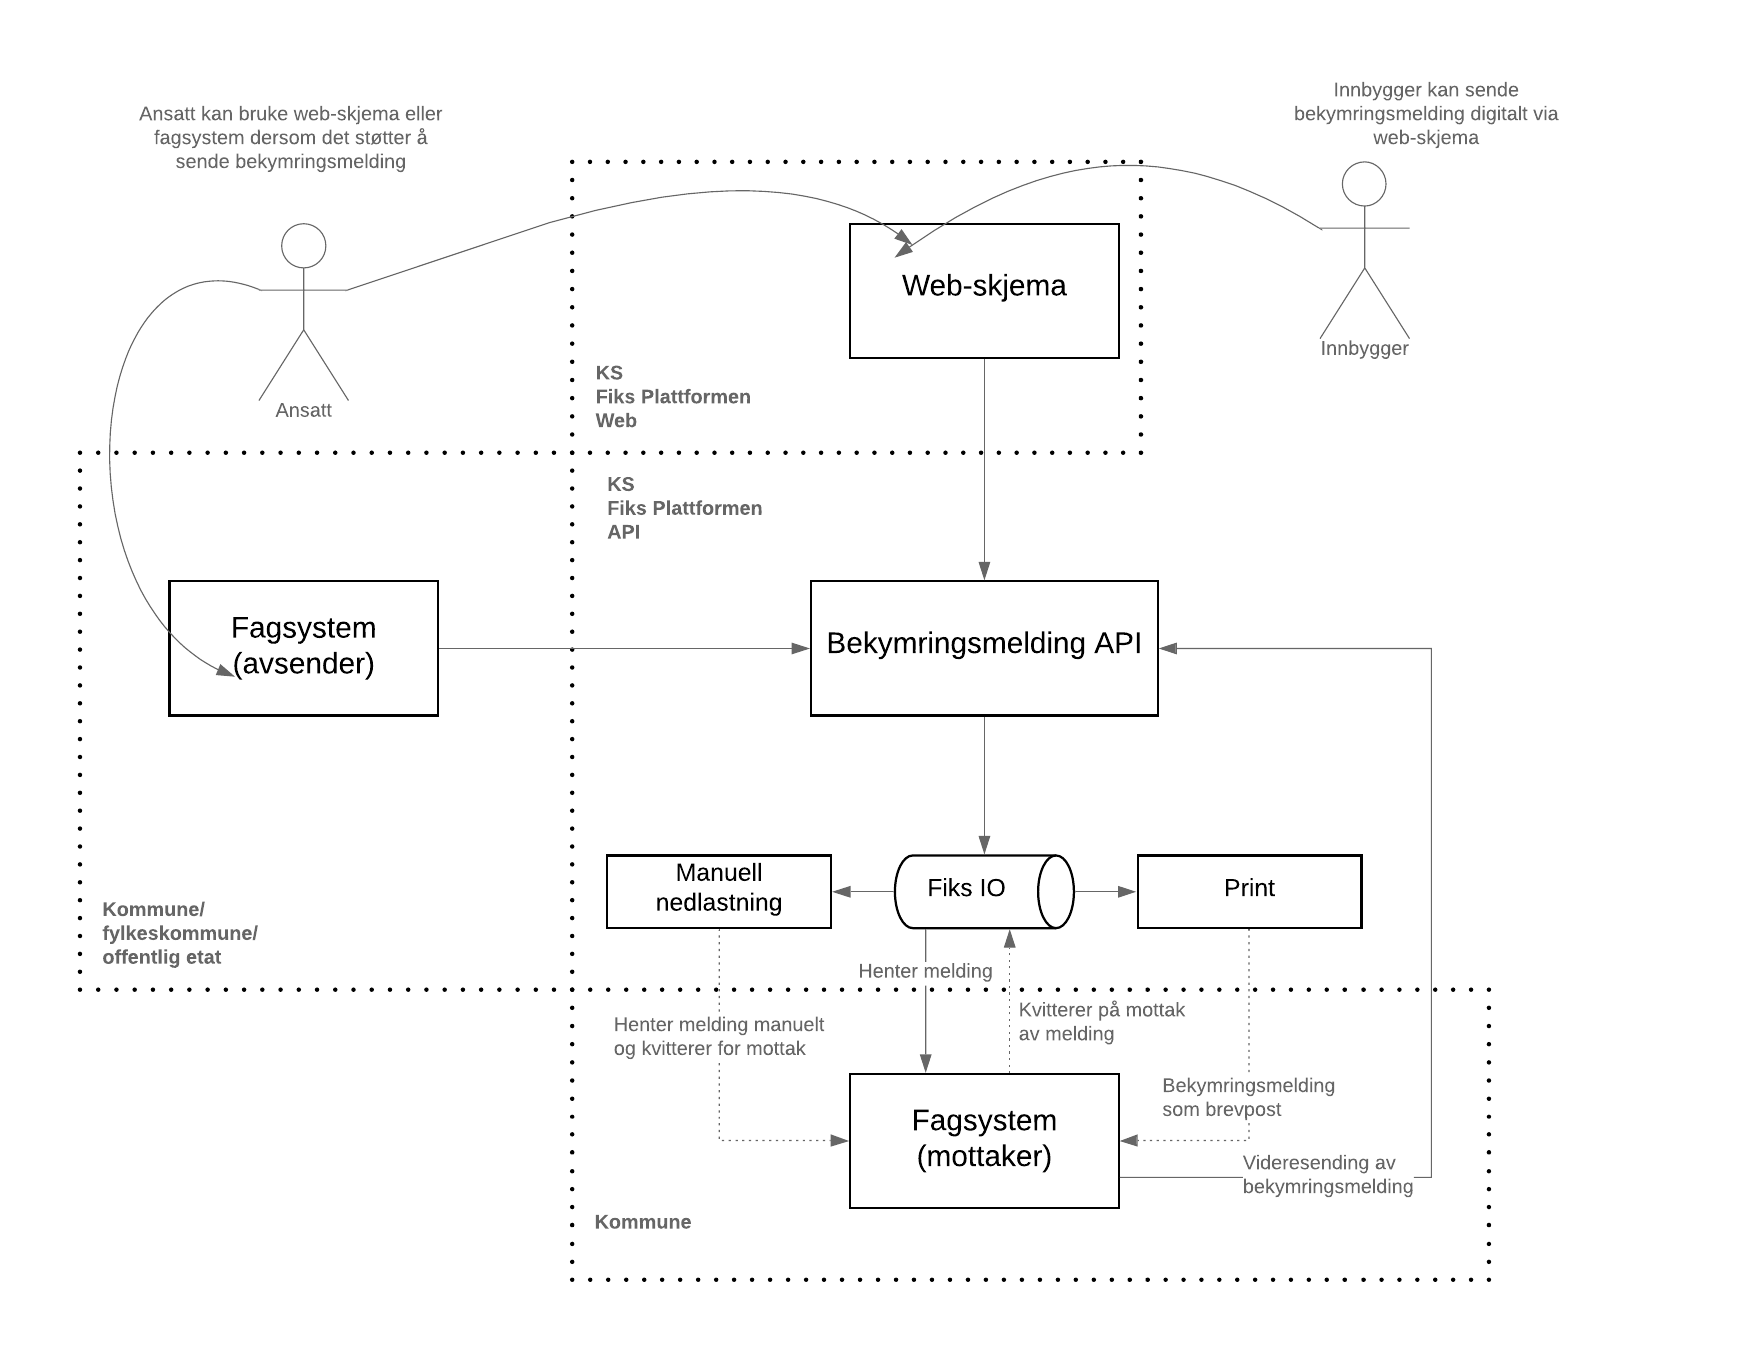 Ansatt kan bruke web-skjema eller
fagsystem dersom det støtter å
sende bekymringsmelding
Innbygger kan sende
bekymringsmelding digitalt via
web-skjema
Web-skjema
Innbygger
Ansatt
KS
Fiks Plattformen
Web
KS
Fiks Plattformen
API
Fagsystem
(avsender)
Bekymringsmelding API
Manuell
nedlastning
Fiks IO
Print
Kommune/
fylkeskommune/
offentlig etat
Henter melding
Henter melding manuelt
og kvitterer for mottak
Kvitterer på mottak
av melding
Bekymringsmelding
som brevpost
Fagsystem
(mottaker)
Videresending av
bekymringsmelding
Kommune